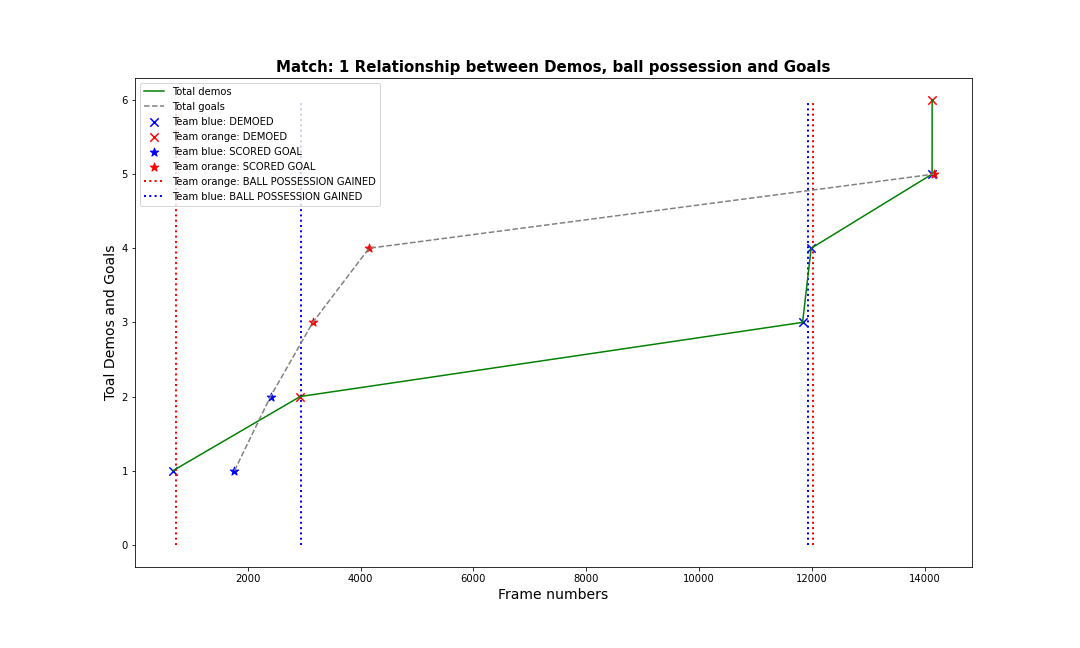 Match: 1 Relationship between Demos, ball possession and Goals
Total demos
Total goals
Team blue: DEMOED
Team orange: DEMOED
Team blue: SCORED GOAL
Team orange: SCORED GOAL
Team orange: BALL POSSESSION GAINED
Team blue: BALL POSSESSION GAINED
Toal Demos and Goals
6
5
4
3
2
1
0
2000 4000 6000 8000 10000 12000 14000
Frame numbers